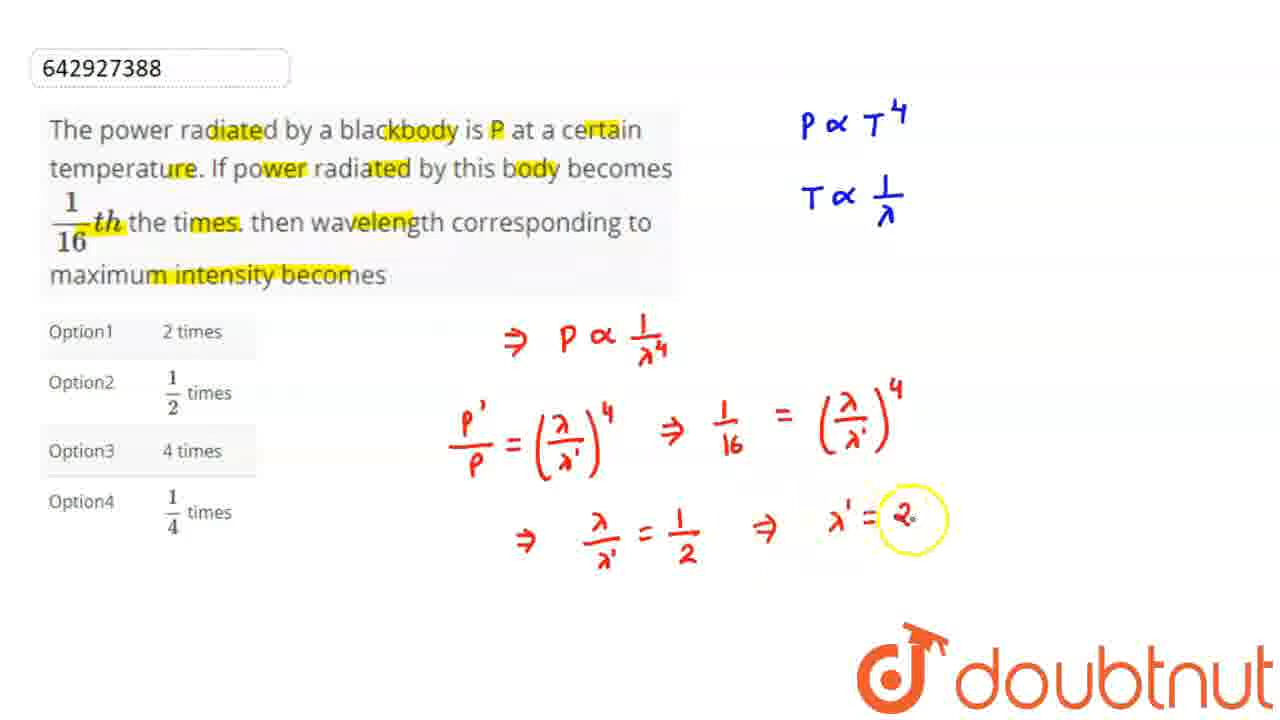 642927388
The power radiated by a blackbody is P at a certain
temperature. If power radiated by this body becomes
1/16 th the times. then wavelength corresponding to
maximum intensity becomes
Option1 2 times
Option2 1/2 times
Option3 4 times
Option4 1/4 times
P ∝ T⁴
T ∝ 1/λ
⇒ P ∝ 1/λ⁴
P'/P = (λ/λ')⁴ ⇒ 1/16 = (λ/λ')⁴
⇒ λ/λ' = 1/2 ⇒ λ' = 2
doubtnut